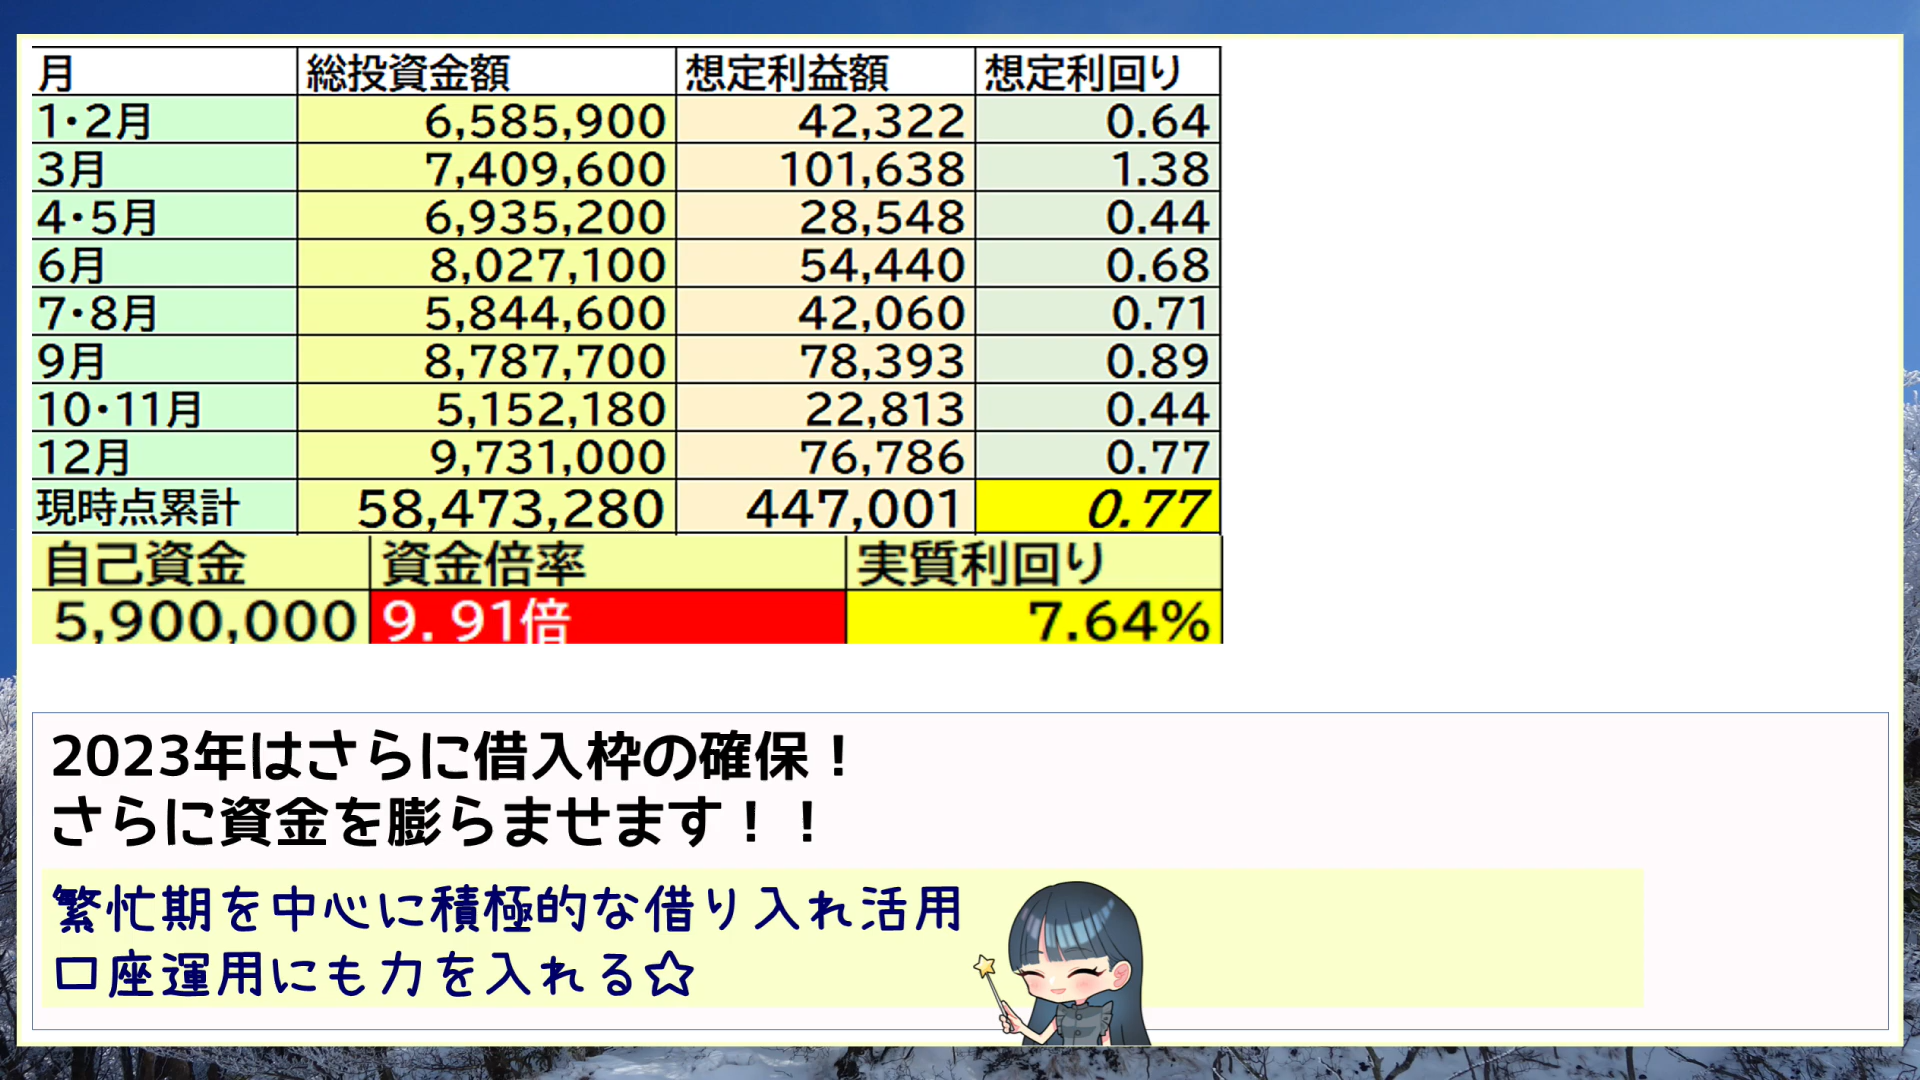 月 総投資金額 想定利益額 想定利回り
1・2月 6,585,900 42,322 0.64
3月 7,409,600 101,638 1.38
4・5月 6,935,200 28,548 0.44
6月 8,027,100 54,440 0.68
7・8月 5,844,600 42,060 0.71
9月 8,787,700 78,393 0.89
10・11月 5,152,180 22,813 0.44
12月 9,731,000 76,786 0.77
現時点累計 58,473,280 447,001 0.77
自己資金 資金倍率 実質利回り
5,900,000 9.91倍 7.64%
2023年はさらに借入枠の確保！
さらに資金を膨らませます！！
繁忙期を中心に積極的な借り入れ活用
口座運用にも力を入れる☆